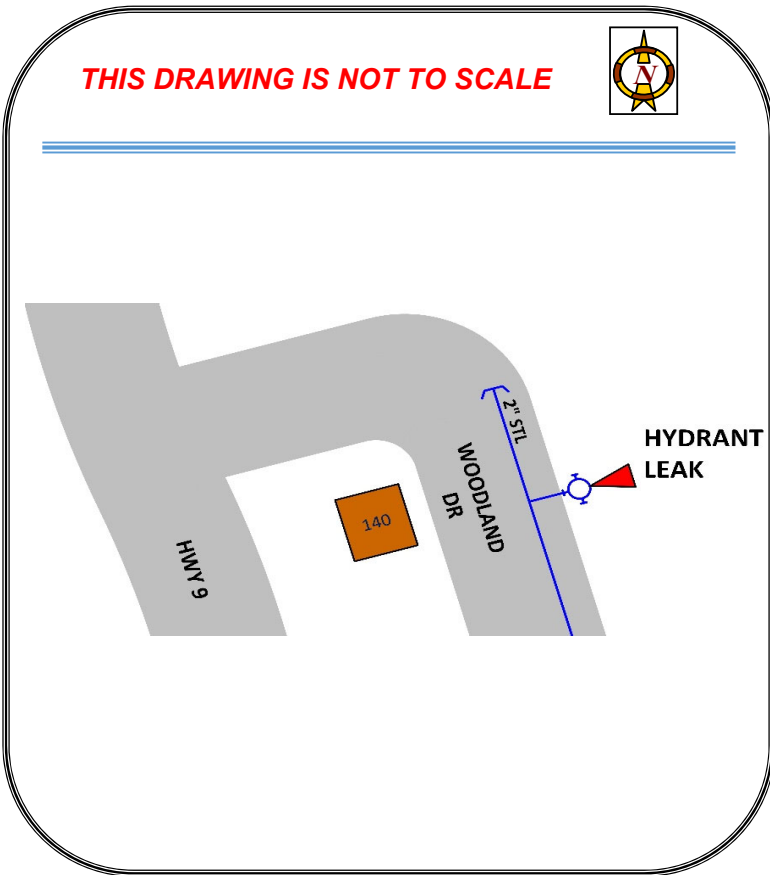 THIS DRAWING IS NOT TO SCALE
N
2" STL
HYDRANT
LEAK
WOODLAND
DR
140
HWY 9